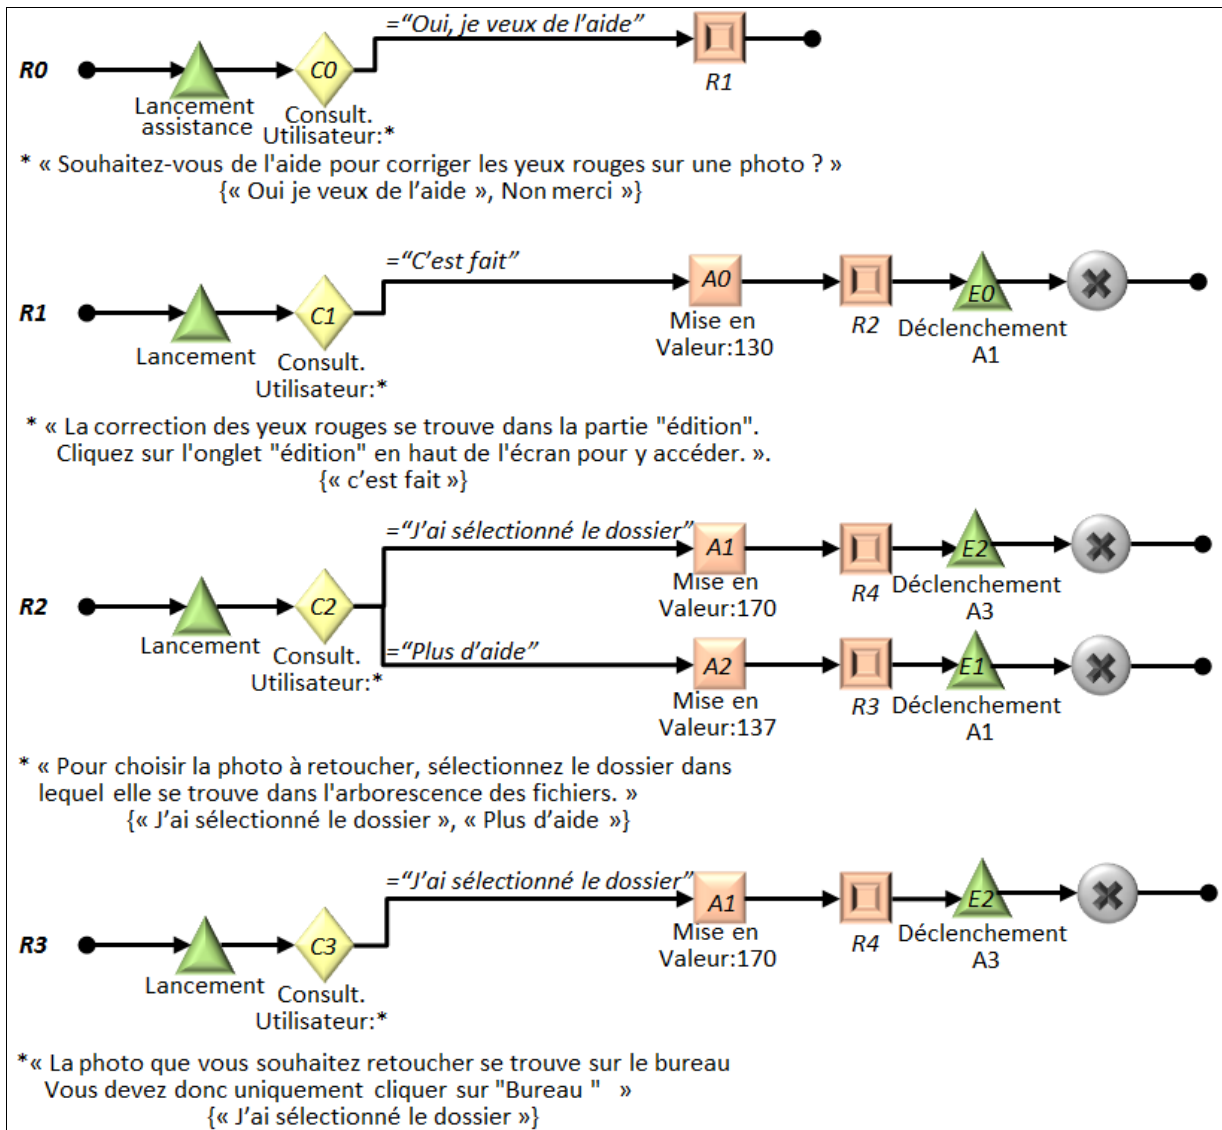 ="Oui, je veux de l'aide"
R0
C0
R1
Lancement
assistance
Consult.
Utilisateur:*
* « Souhaitez-vous de l'aide pour corriger les yeux rouges sur une photo ? »
{« Oui je veux de l'aide », Non merci »}
="C'est fait"
R1
C1
A0
E0
Lancement
Consult.
Utilisateur:*
Mise en
Valeur:130
R2
Déclenchement
A1
* « La correction des yeux rouges se trouve dans la partie "édition".
Cliquez sur l'onglet "édition" en haut de l'écran pour y accéder. ».
{« c'est fait »}
="J'ai sélectionné le dossier"
A1
E2
Mise en
Valeur:170
R4
Déclenchement
A3
R2
C2
Lancement
Consult.
Utilisateur:*
="Plus d'aide"
A2
E1
Mise en
Valeur:137
R3
Déclenchement
A1
* « Pour choisir la photo à retoucher, sélectionnez le dossier dans
lequel elle se trouve dans l'arborescence des fichiers. »
{« J'ai sélectionné le dossier », « Plus d'aide »}
="J'ai sélectionné le dossier"
A1
E2
Mise en
Valeur:170
R4
Déclenchement
A3
R3
C3
Lancement
Consult.
Utilisateur:*
*« La photo que vous souhaitez retoucher se trouve sur le bureau
Vous devez donc uniquement cliquer sur "Bureau " »
{« J'ai sélectionné le dossier »}